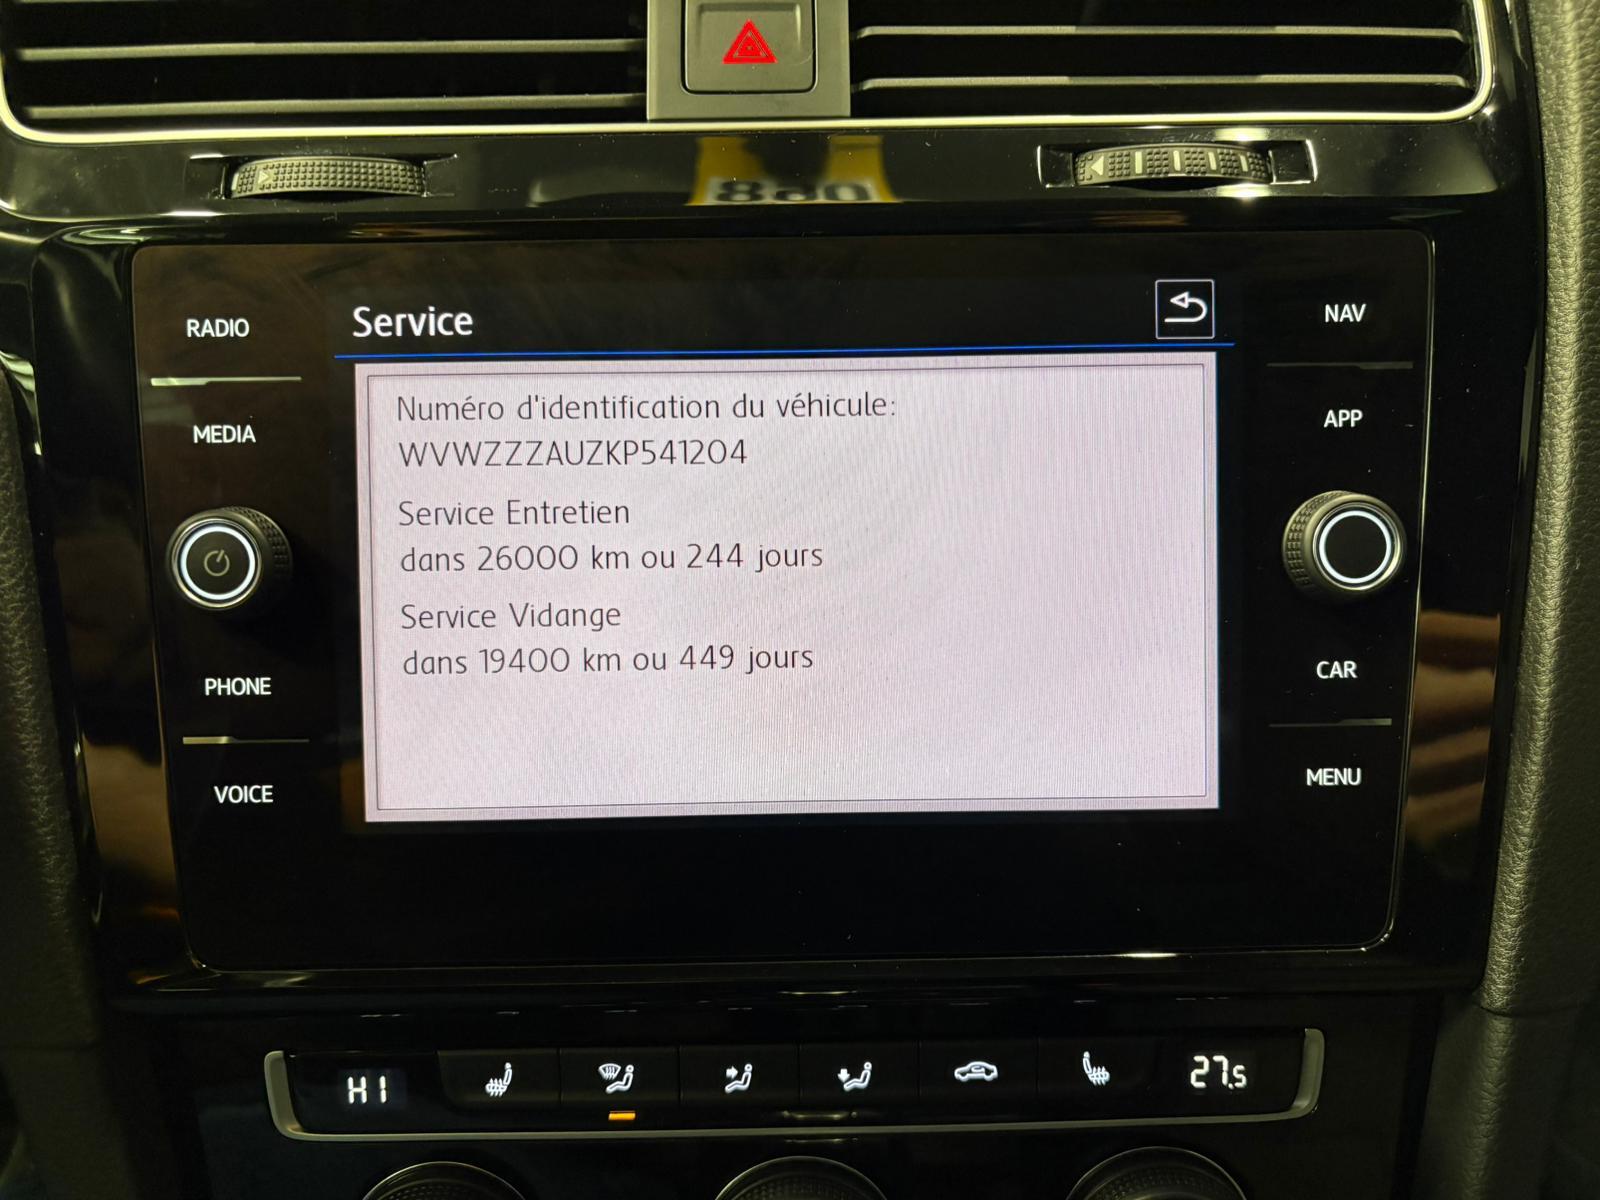 RADIO
MEDIA
PHONE
VOICE
Service
Numéro d'identification du véhicule:
WVWZZZAUZKP541204
Service Entretien
dans 26000 km ou 244 jours
Service Vidange
dans 19400 km ou 449 jours
NAV
APP
CAR
MENU
HI
27.5